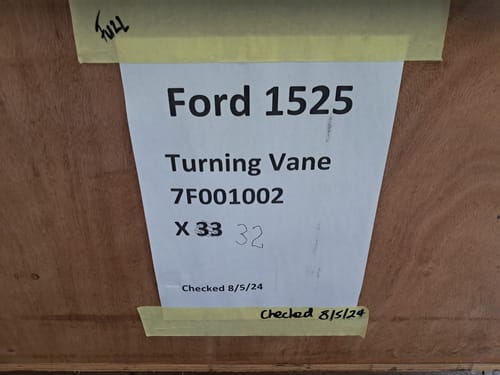 FULL
Ford 1525
Turning Vane
7F001002
X 33 32
Checked 8/5/24
Checked 8/5/24